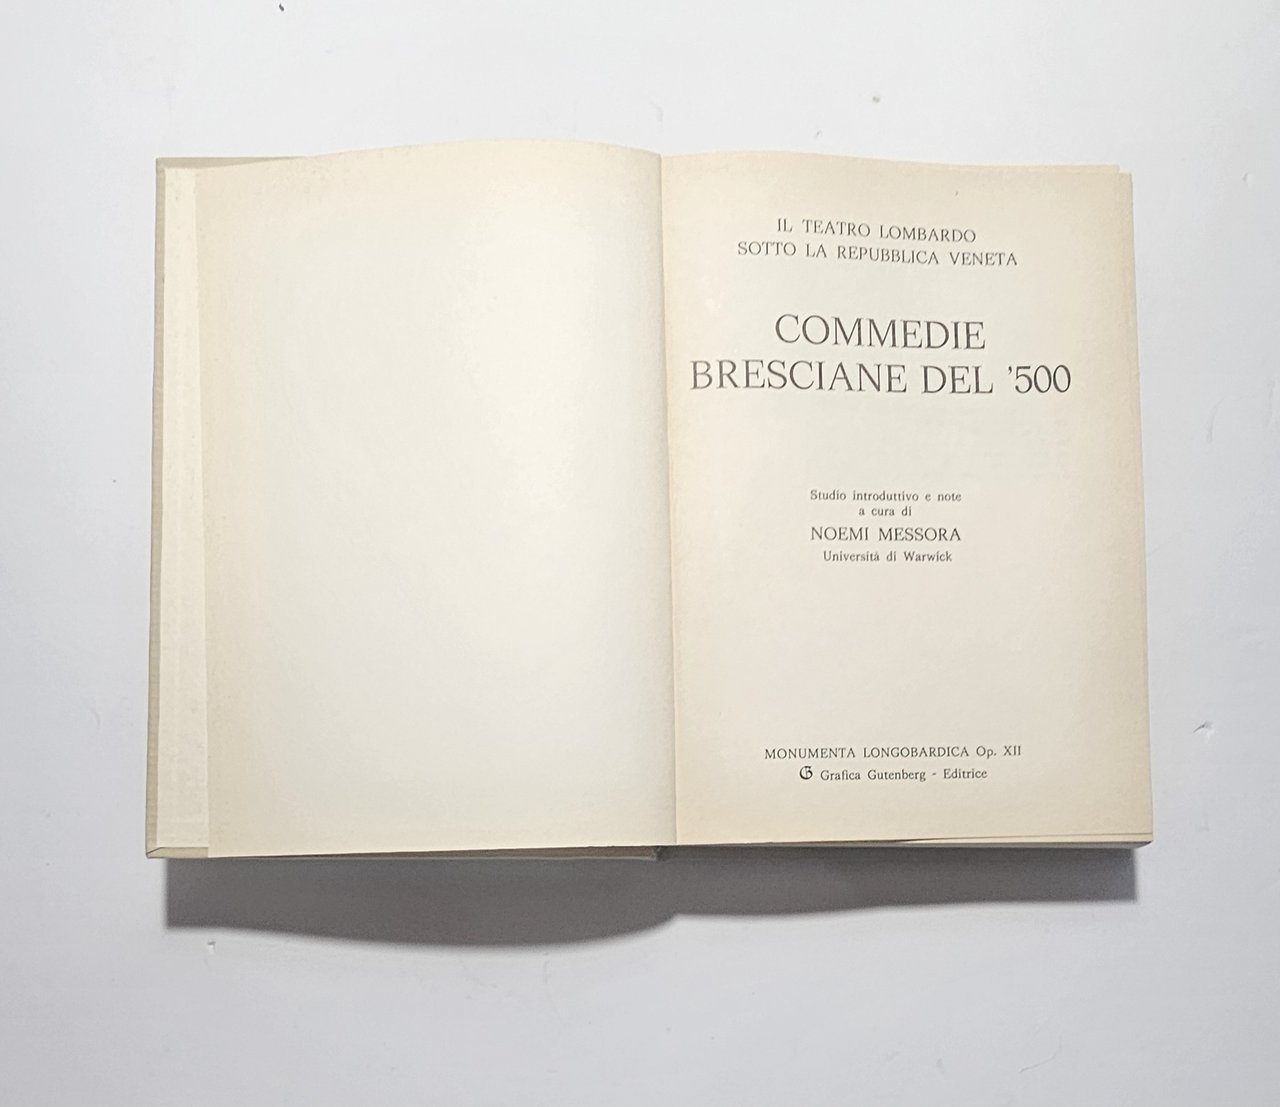 IL TEATRO LOMBARDO
SOTTO LA REPUBBLICA VENETA
COMMEDIE
BRESCIANE DEL '500
Studio introduttivo e note
a cura di
NOEMI MESSORA
Università di Warwick
MONUMENTA LONGOBARDICA Op. XII
G Grafica Gutenberg - Editrice